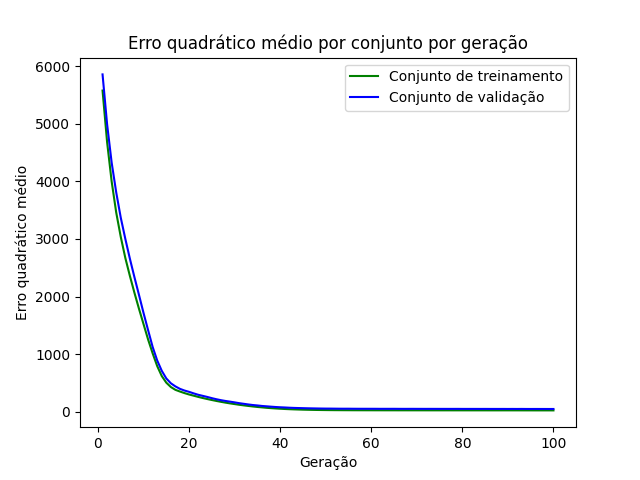 Erro quadrático médio por conjunto por geração
Conjunto de treinamento
Conjunto de validação
Erro quadrático médio
6000
5000
4000
3000
2000
1000
0
0 20 40 60 80 100
Geração